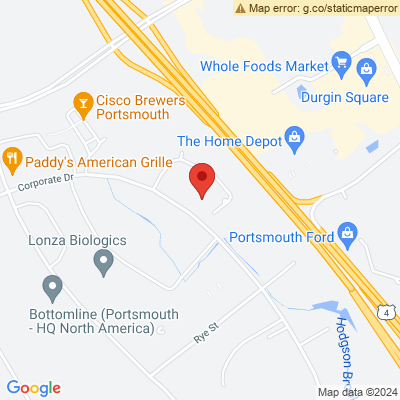 Map error: g.co/staticmaperror
Whole Foods Market
Durgin Square
Cisco Brewers
Portsmouth
The Home Depot
Paddy's American Grille
Corporate Dr
Portsmouth Ford
Lonza Biologics
4
Bottomline (Portsmouth
- HQ North America)
Rye St
Hodgson Br
Google
Map data ©2024